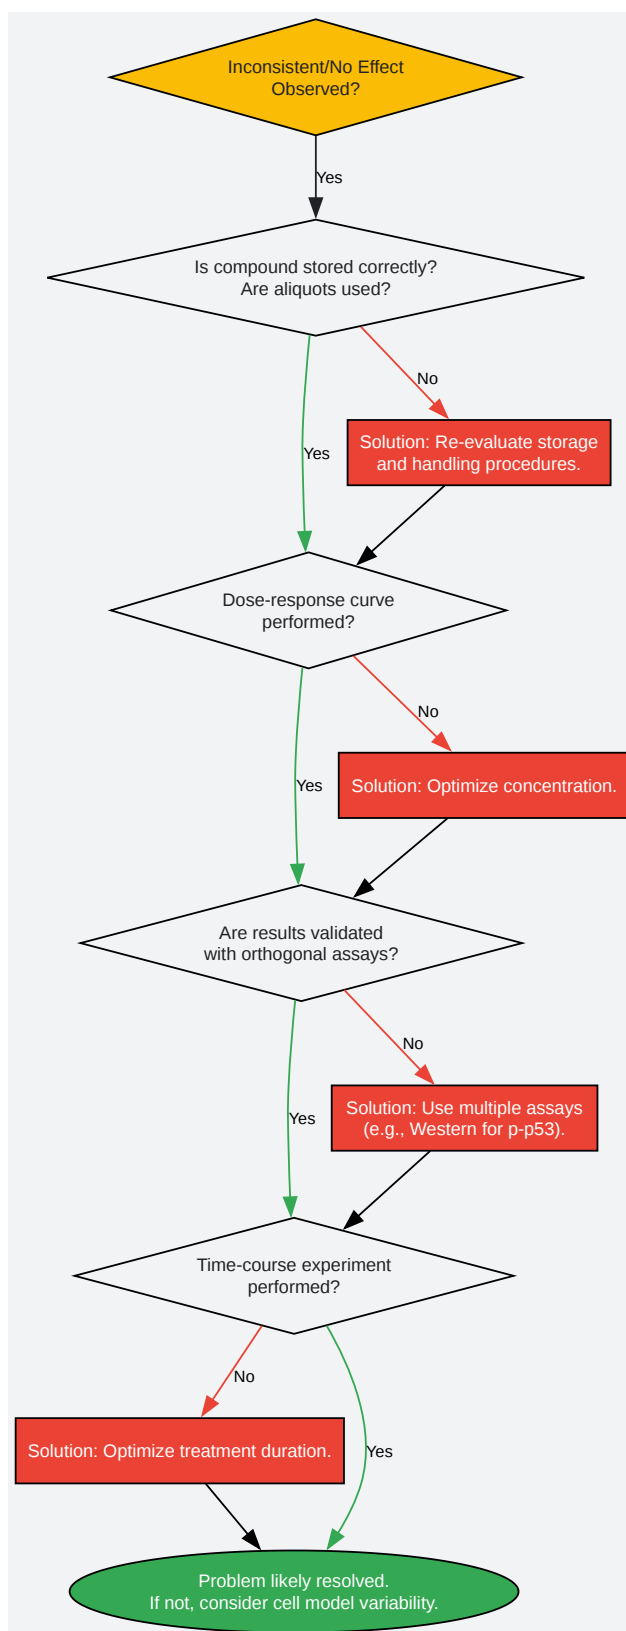 Inconsistent/No Effect
Observed?
Yes
Is compound stored correctly?
Are aliquots used?
No
Solution: Re-evaluate storage
and handling procedures.
Yes
Dose-response curve
performed?
No
Solution: Optimize concentration.
Yes
Are results validated
with orthogonal assays?
No
Solution: Use multiple assays
(e.g., Western for p-p53).
Yes
Time-course experiment
performed?
No
Solution: Optimize treatment duration.
Yes
Problem likely resolved.
If not, consider cell model variability.